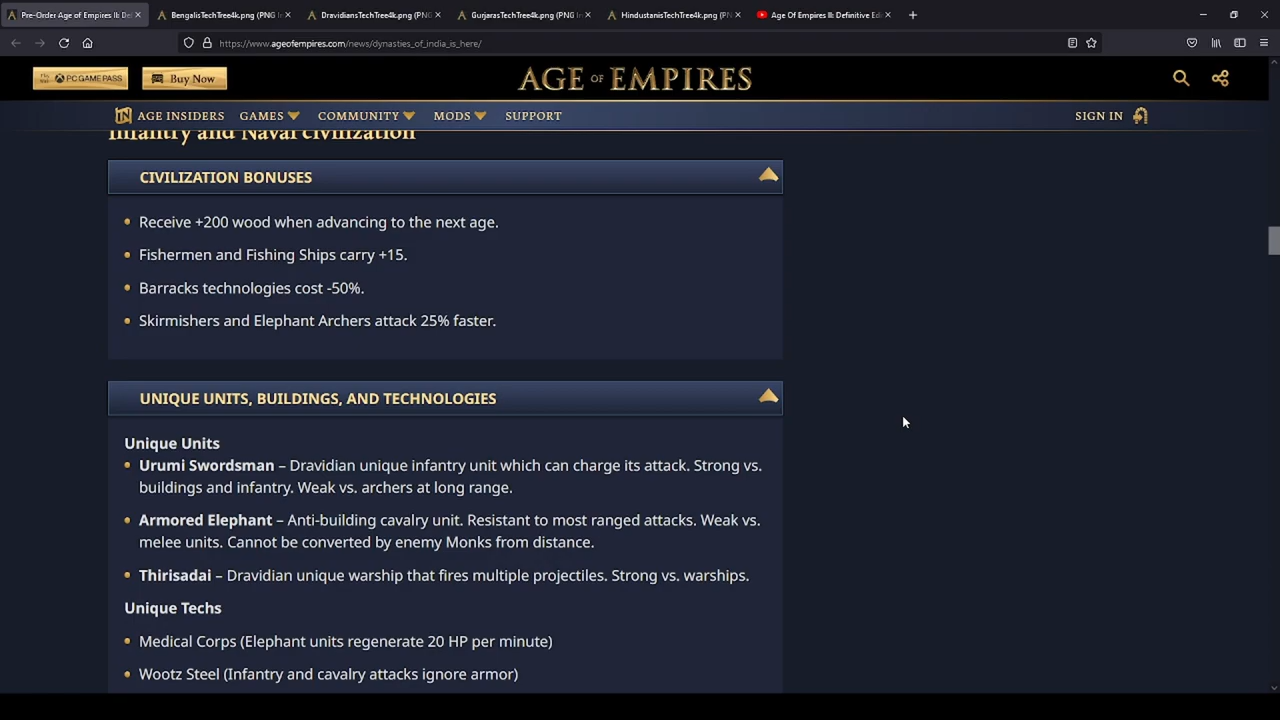 Pre-Order Age of Empires II: Def
BengalisTechTree4k.png (PNG I
DravidiansTechTree4k.png (PNG
GurjarasTechTree4k.png (PNG In
HindustanisTechTree4k.png (PN
Age Of Empires II: Definitive Edi
https://www.ageofempires.com/news/dynasties_of_india_is_here/
PC GAME PASS
Buy Now
AGE OF EMPIRES
AGE INSIDERS GAMES COMMUNITY MODS SUPPORT SIGN IN
Infantry and Naval civilization
CIVILIZATION BONUSES
Receive +200 wood when advancing to the next age.
Fishermen and Fishing Ships carry +15.
Barracks technologies cost -50%.
Skirmishers and Elephant Archers attack 25% faster.
UNIQUE UNITS, BUILDINGS, AND TECHNOLOGIES
Unique Units
Urumi Swordsman – Dravidian unique infantry unit which can charge its attack. Strong vs.
buildings and infantry. Weak vs. archers at long range.
Armored Elephant – Anti-building cavalry unit. Resistant to most ranged attacks. Weak vs.
melee units. Cannot be converted by enemy Monks from distance.
Thirisadai – Dravidian unique warship that fires multiple projectiles. Strong vs. warships.
Unique Techs
Medical Corps (Elephant units regenerate 20 HP per minute)
Wootz Steel (Infantry and cavalry attacks ignore armor)